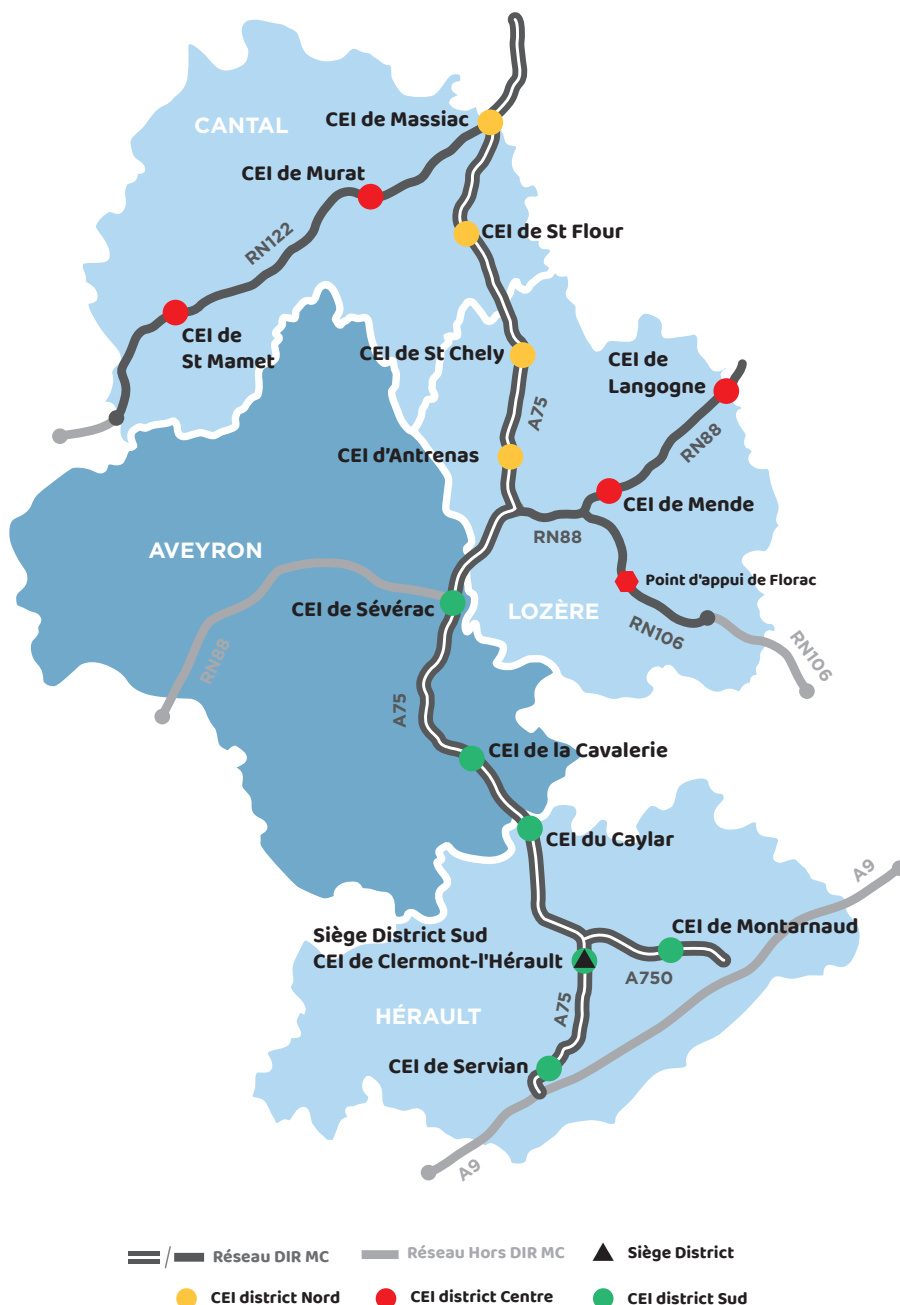 CANTAL
CEI de Massiac
CEI de Murat
RN122
CEI de St Flour
CEI de
St Mamet
CEI de St Chely
CEI de
Langogne
A75
RN88
CEI d'Antrenas
CEI de Mende
RN88
AVEYRON
Point d'appui de Florac
CEI de Sévérac
LOZÈRE
RN106
RN106
RN88
A75
CEI de la Cavalerie
CEI du Caylar
A9
CEI de Montarnaud
Siège District Sud
CEI de Clermont-l'Hérault
A750
A75
HÉRAULT
CEI de Servian
A9
Réseau DIR MC
Réseau Hors DIR MC
Siège District
CEI district Nord
CEI district Centre
CEI district Sud